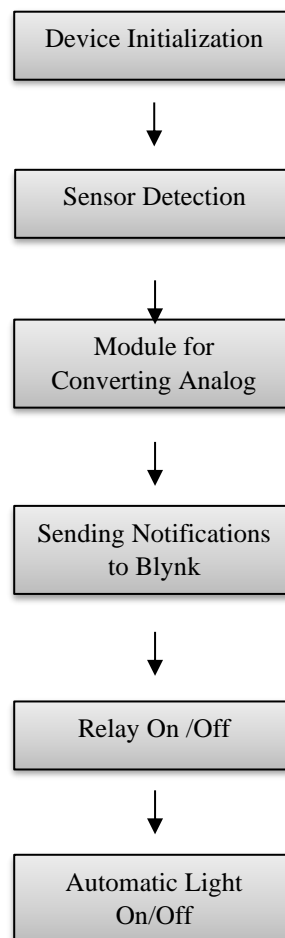 Device Initialization
Sensor Detection
Module for
Converting Analog
Sending Notifications
to Blynk
Relay On /Off
Automatic Light
On/Off